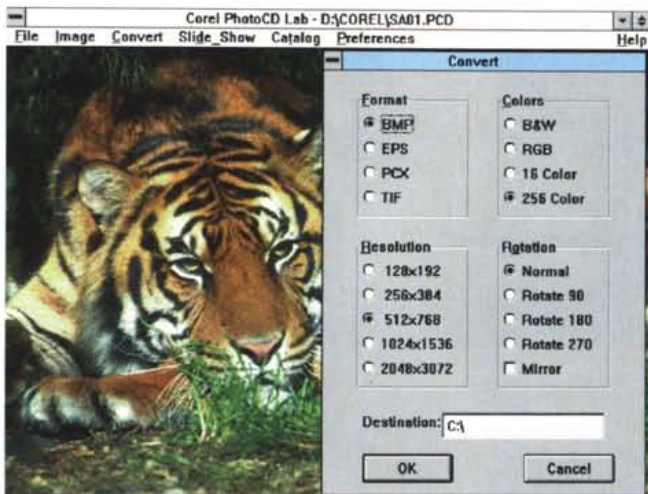 Corel PhotoCD Lab - D:\COREL\SA01.PCD
File Image Convert Slide_Show Catalog Preferences Help
Convert
Format
BMP
EPS
PCX
TIF
Colors
B&W
RGB
16 Color
256 Color
Resolution
128x192
256x384
512x768
1024x1536
2048x3072
Rotation
Normal
Rotate 90
Rotate 180
Rotate 270
Mirror
Destination: C:\
OK Cancel